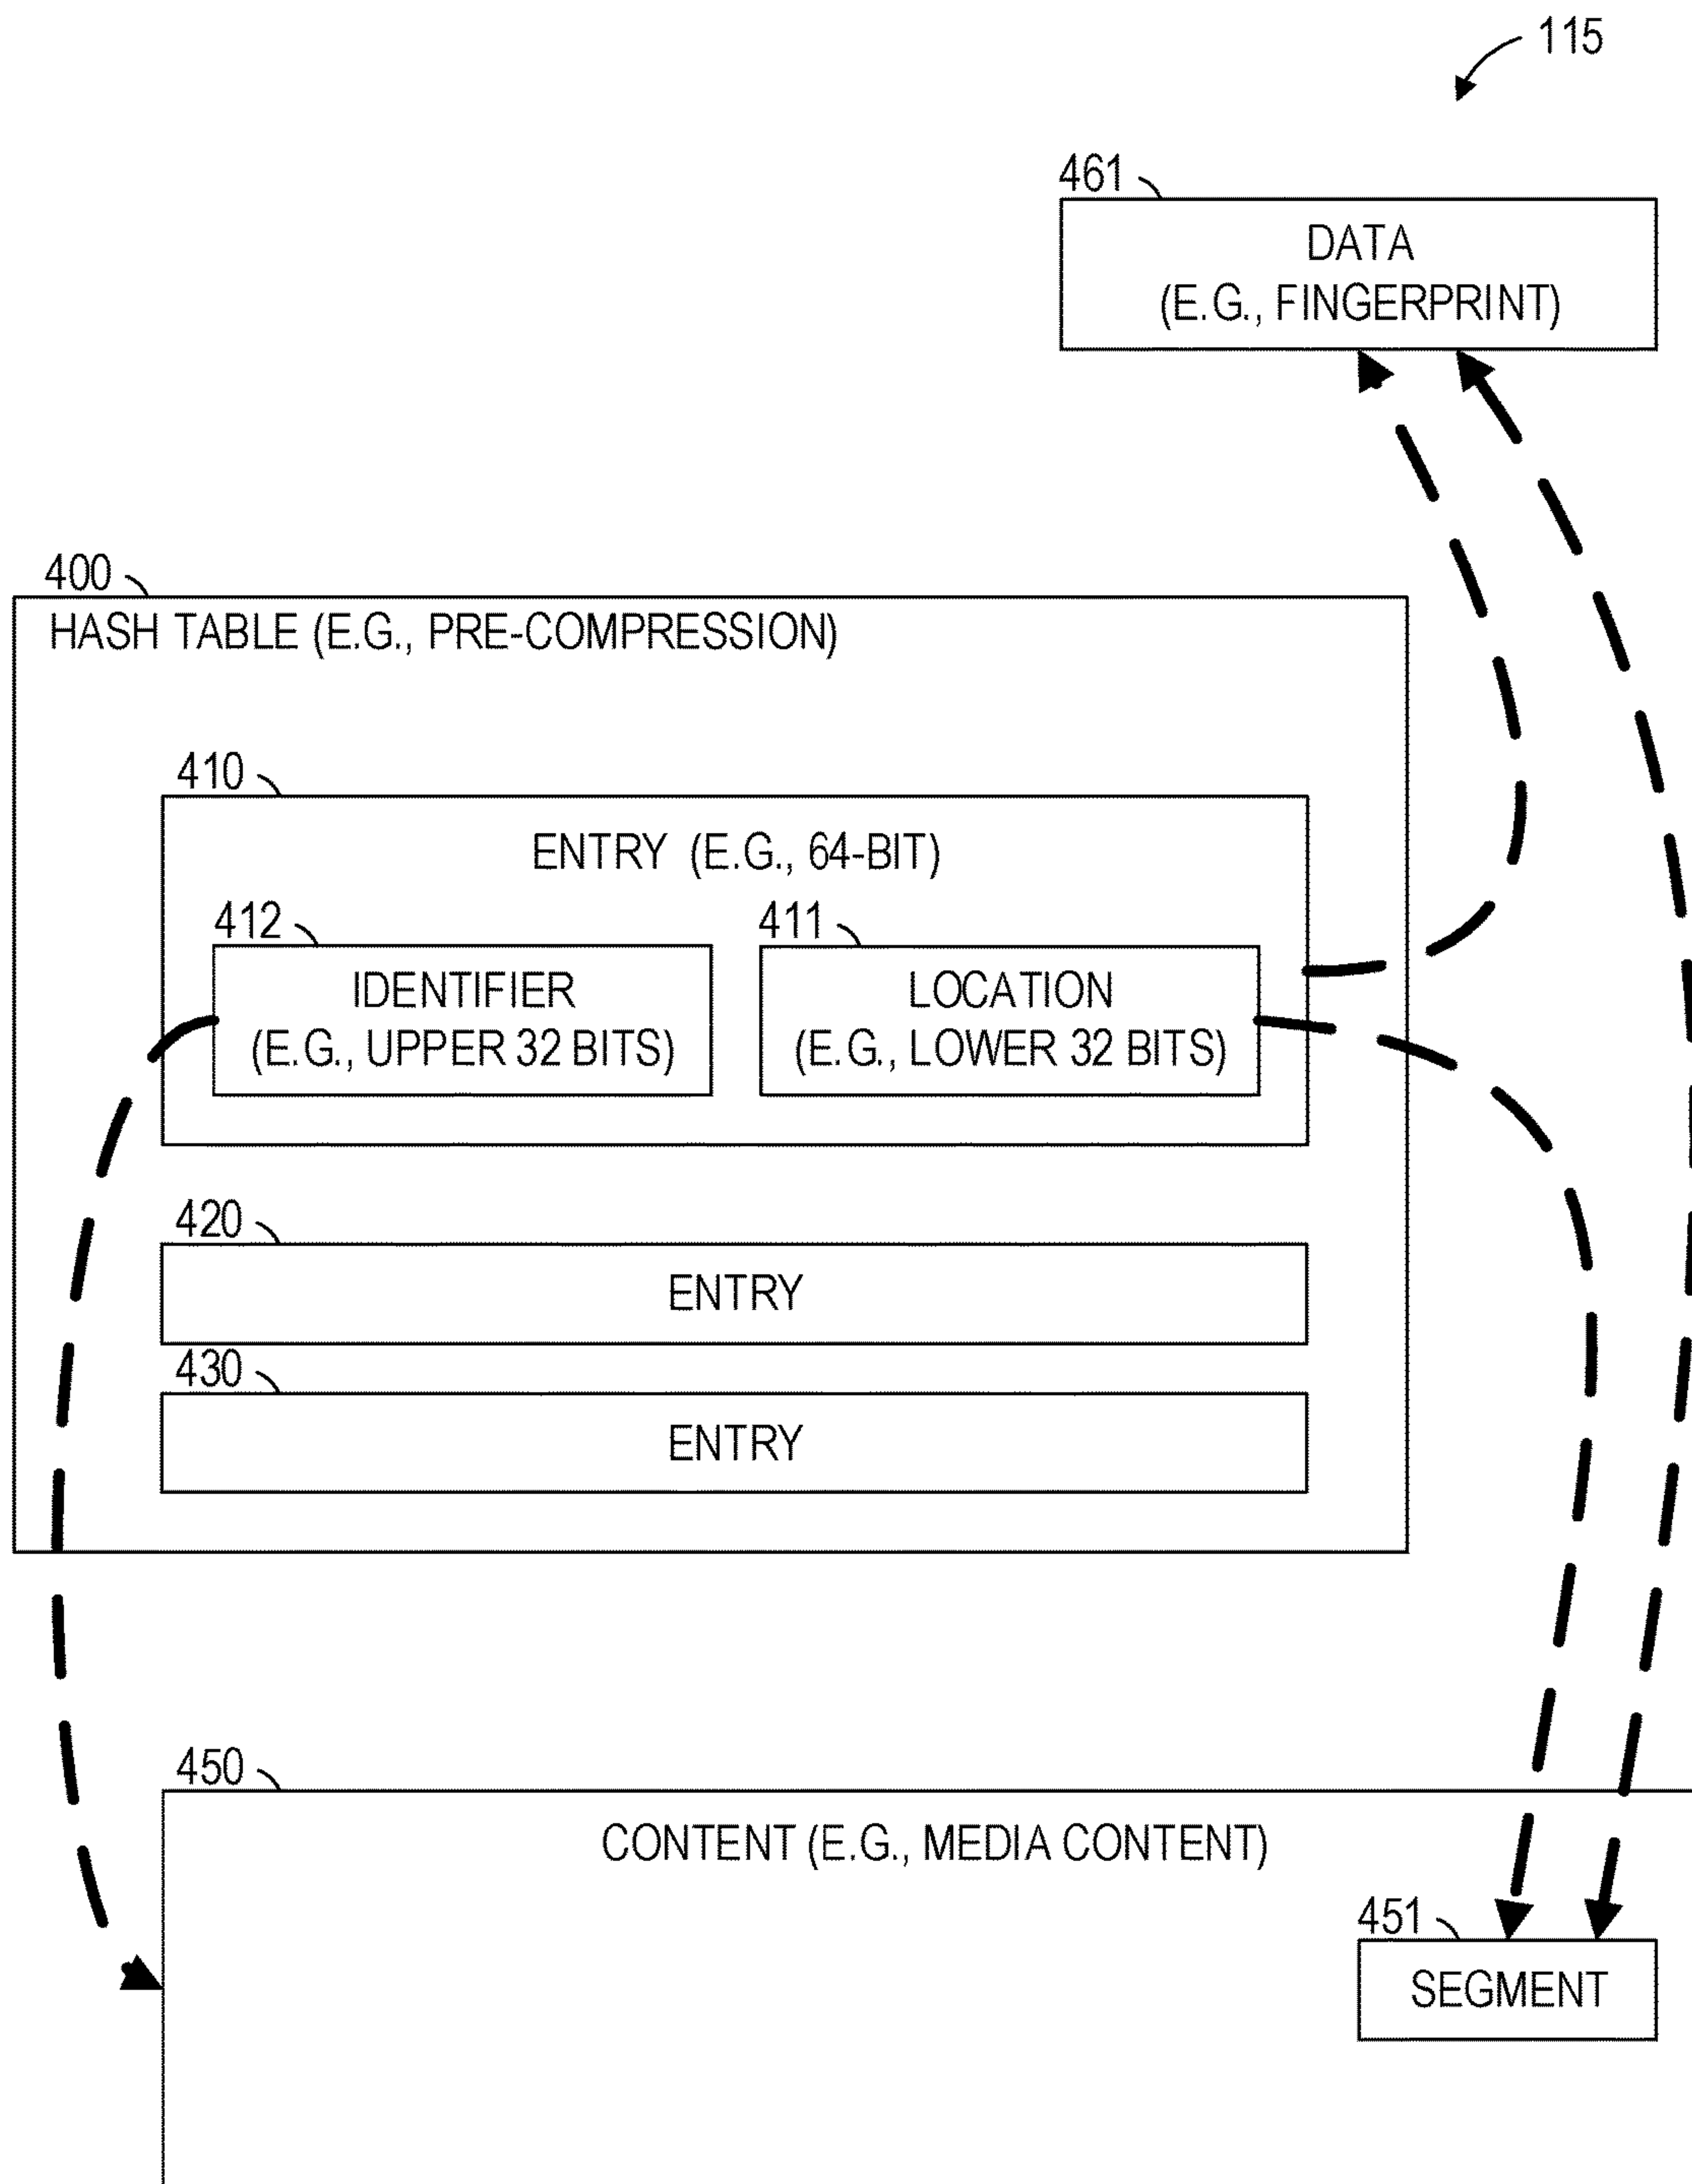 115
461
DATA
(E.G., FINGERPRINT)
400
HASH TABLE (E.G., PRE-COMPRESSION)
410
ENTRY (E.G., 64-BIT)
412
411
IDENTIFIER
(E.G., UPPER 32 BITS)
LOCATION
(E.G., LOWER 32 BITS)
420
ENTRY
430
ENTRY
450
CONTENT (E.G., MEDIA CONTENT)
451
SEGMENT